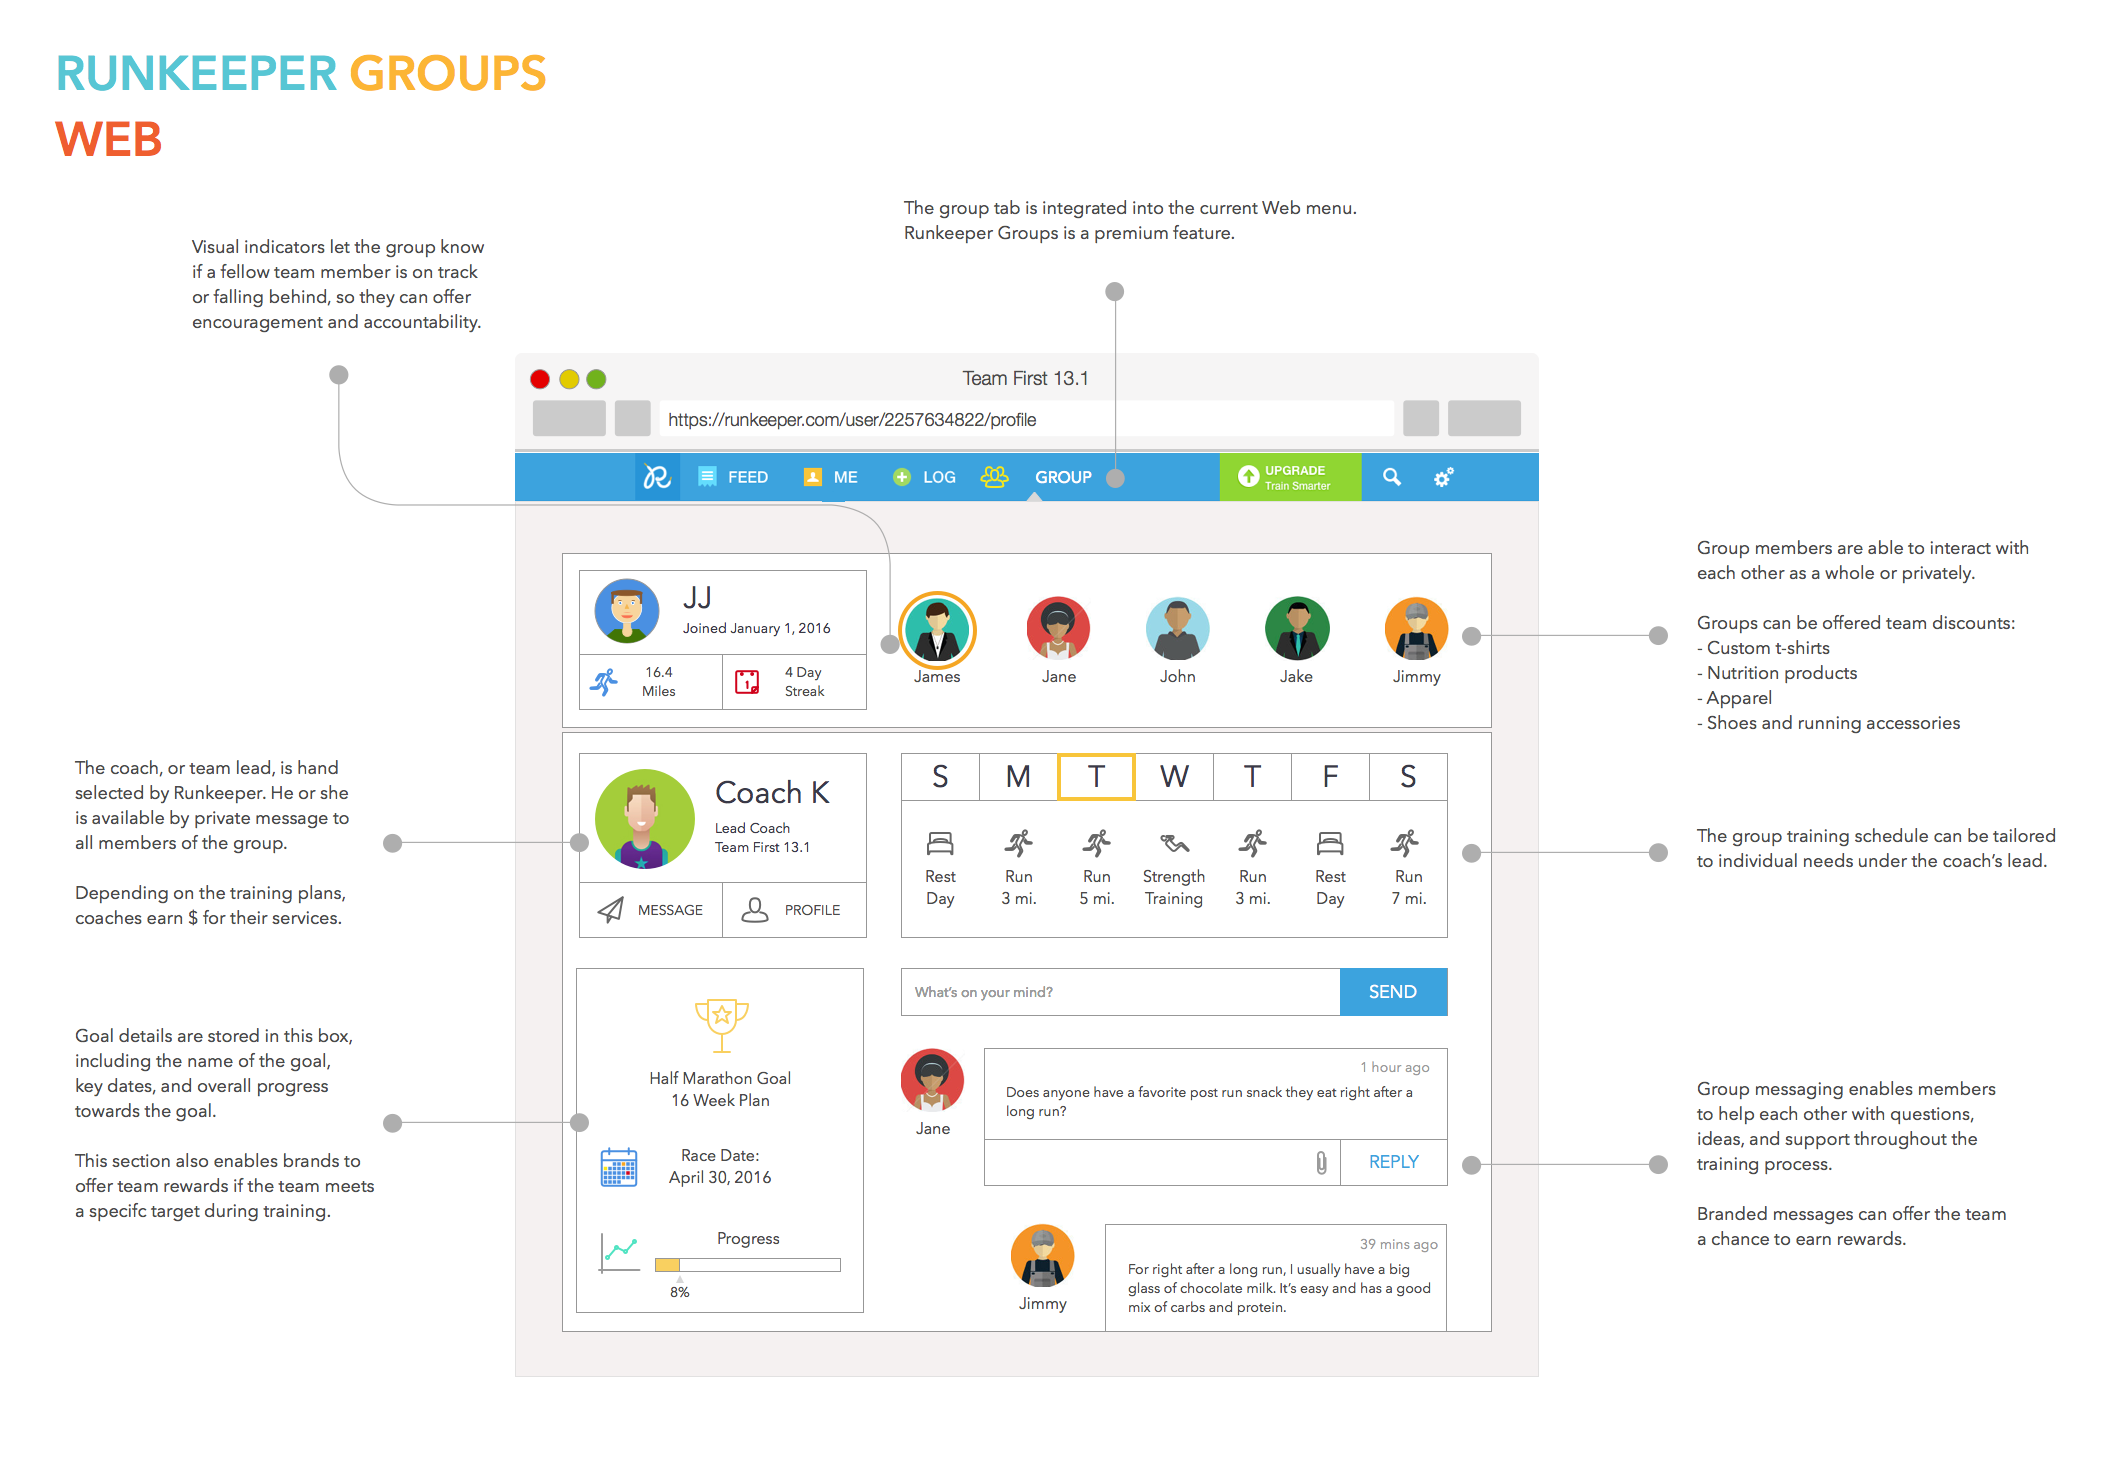 RUNKEEPER GROUPS
WEB
The group tab is integrated into the current Web menu.
Runkeeper Groups is a premium feature.
Visual indicators let the group know
if a fellow team member is on track
or falling behind, so they can offer
encouragement and accountability.
Team First 13.1
https://runkeeper.com/user/2257634822/profile
FEED
ME
LOG
GROUP
UPGRADE
Train Smarter
JJ
Joined January 1, 2016
16.4
Miles
1
4 Day
Streak
James
Jane
John
Jake
Jimmy
Group members are able to interact with
each other as a whole or privately.
Groups can be offered team discounts:
- Custom t-shirts
- Nutrition products
- Apparel
- Shoes and running accessories
The coach, or team lead, is hand
selected by Runkeeper. He or she
is available by private message to
all members of the group.
Depending on the training plans,
coaches earn $ for their services.
Coach K
Lead Coach
Team First 13.1
MESSAGE
PROFILE
S M T W T F S
Rest
Day
Run
3 mi.
Run
5 mi.
Strength
Training
Run
3 mi.
Rest
Day
Run
7 mi.
The group training schedule can be tailored
to individual needs under the coach's lead.
Goal details are stored in this box,
including the name of the goal,
key dates, and overall progress
towards the goal.
This section also enables brands to
offer team rewards if the team meets
a specifc target during training.
Half Marathon Goal
16 Week Plan
Race Date:
April 30, 2016
Progress
8%
What's on your mind?
SEND
Jane
1 hour ago
Does anyone have a favorite post run snack they eat right after a
long run?
REPLY
Jimmy
39 mins ago
For right after a long run, I usually have a big
glass of chocolate milk. It's easy and has a good
mix of carbs and protein.
Group messaging enables members
to help each other with questions,
ideas, and support throughout the
training process.
Branded messages can offer the team
a chance to earn rewards.